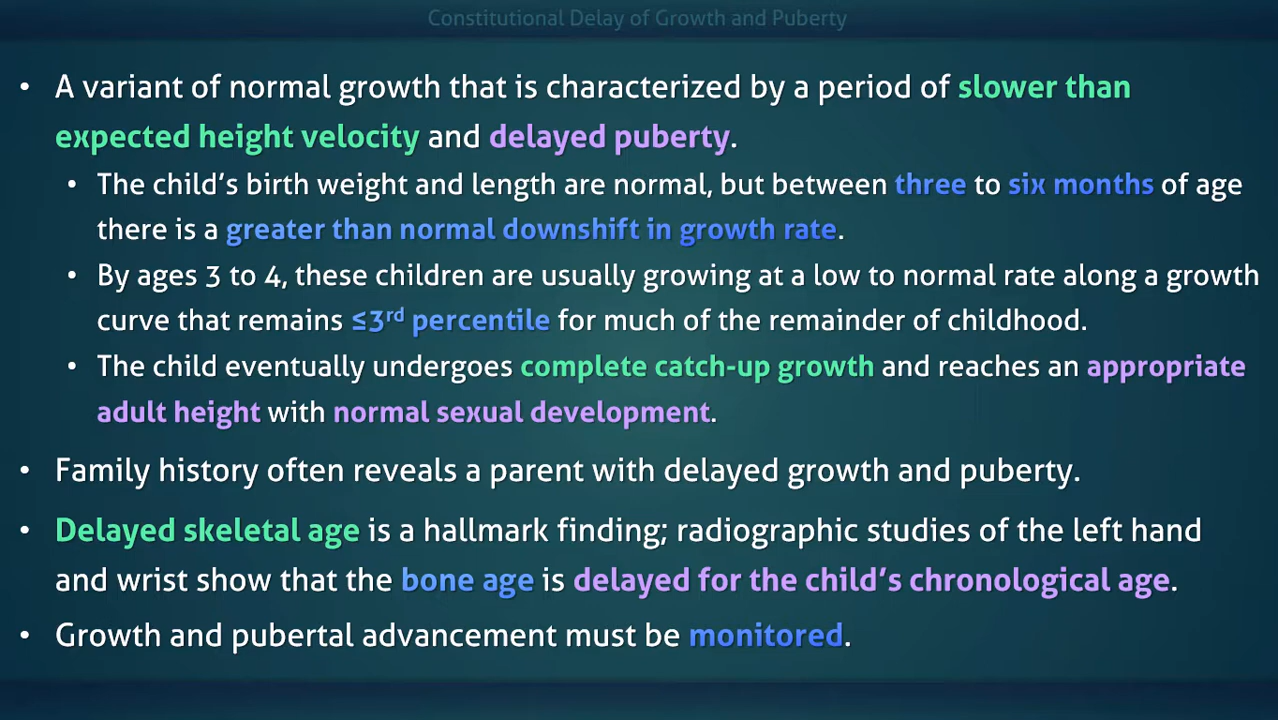 Constitutional Delay of Growth and Puberty
• A variant of normal growth that is characterized by a period of slower than
expected height velocity and delayed puberty.
• The child’s birth weight and length are normal, but between three to six months of age
there is a greater than normal downshift in growth rate.
• By ages 3 to 4, these children are usually growing at a low to normal rate along a growth
curve that remains ≤3rd percentile for much of the remainder of childhood.
• The child eventually undergoes complete catch-up growth and reaches an appropriate
adult height with normal sexual development.
• Family history often reveals a parent with delayed growth and puberty.
• Delayed skeletal age is a hallmark finding; radiographic studies of the left hand
and wrist show that the bone age is delayed for the child’s chronological age.
• Growth and pubertal advancement must be monitored.